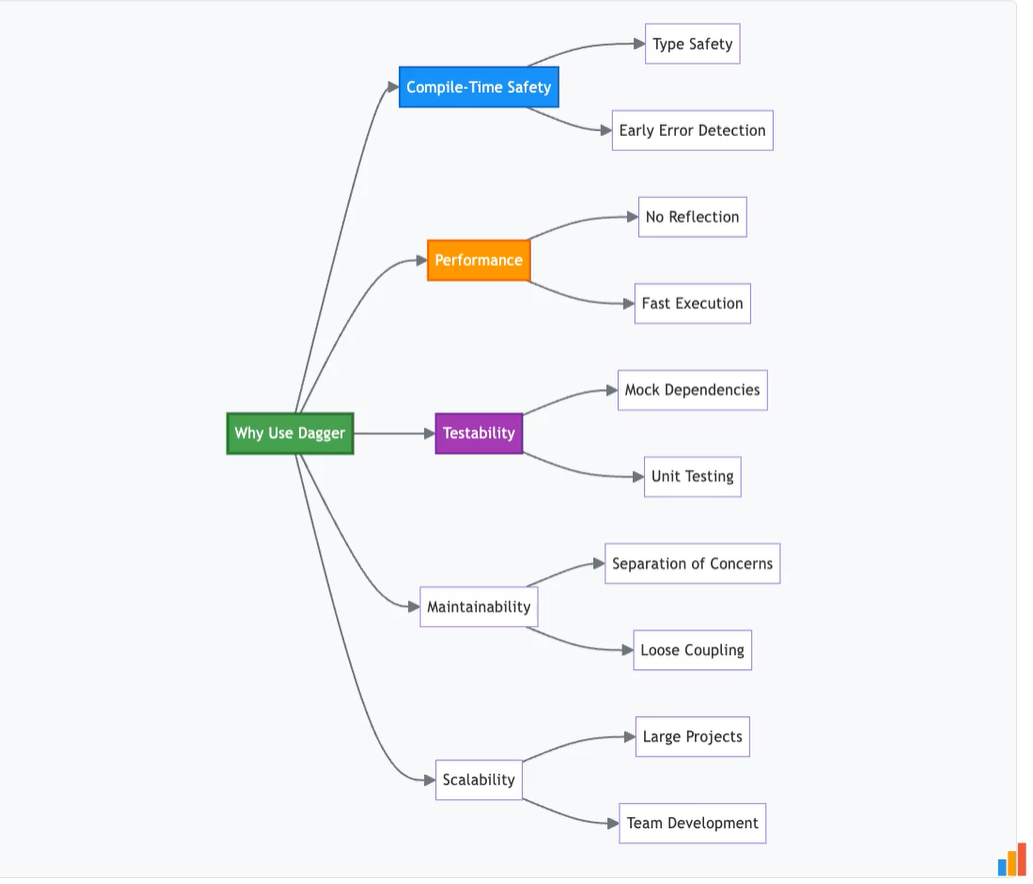 Type Safety
Compile-Time Safety
Early Error Detection
No Reflection
Performance
Fast Execution
Mock Dependencies
Why Use Dagger
Testability
Unit Testing
Separation of Concerns
Maintainability
Loose Coupling
Large Projects
Scalability
Team Development